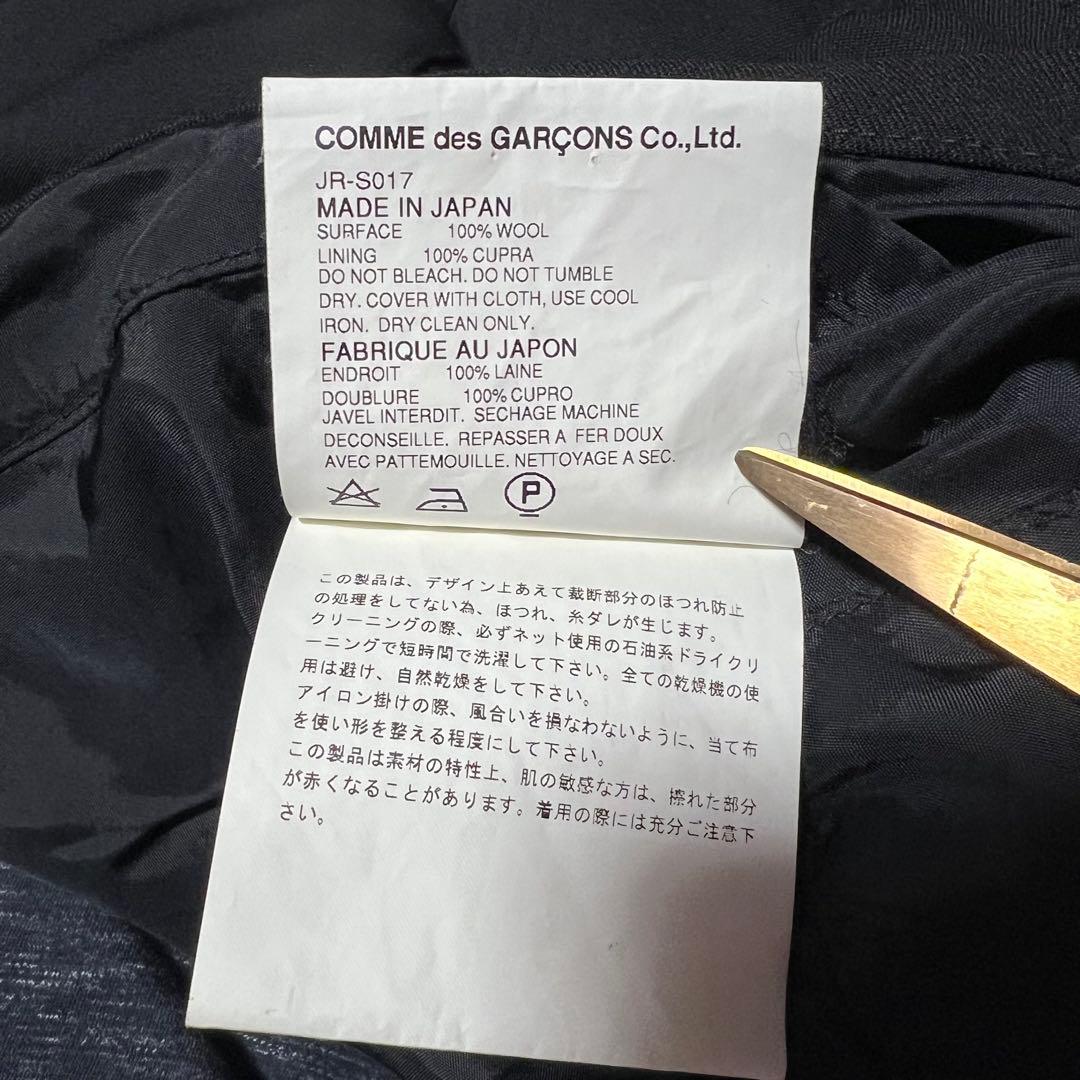 COMME des GARÇONS Co.,Ltd.
JR-S017
MADE IN JAPAN
SURFACE 100% WOOL
LINING 100% CUPRA
DO NOT BLEACH. DO NOT TUMBLE
DRY. COVER WITH CLOTH, USE COOL
IRON. DRY CLEAN ONLY.
FABRIQUE AU JAPON
ENDROIT 100% LAINE
DOUBLURE 100% CUPRO
JAVEL INTERDIT. SECHAGE MACHINE
DECONSEILLE. REPASSER A FER DOUX
AVEC PATTEMOUILLE. NETTOYAGE A SEC.
P
この製品は、デザイン上あえて裁断部分のほつれ防止
の処理をしてない為、ほつれ、糸ダレが生じます。
クリーニングの際、必ずネット使用の石油系ドライクリ
ーニングで短時間で洗濯して下さい。全ての乾燥機の使
用は避け、自然乾燥をして下さい。
アイロン掛けの際、風合いを損なわないように、当て布
を使い形を整える程度にして下さい。
この製品は素材の特性上、肌の敏感な方は、擦れた部分
が赤くなることがあります。着用の際には充分ご注意下
さい。